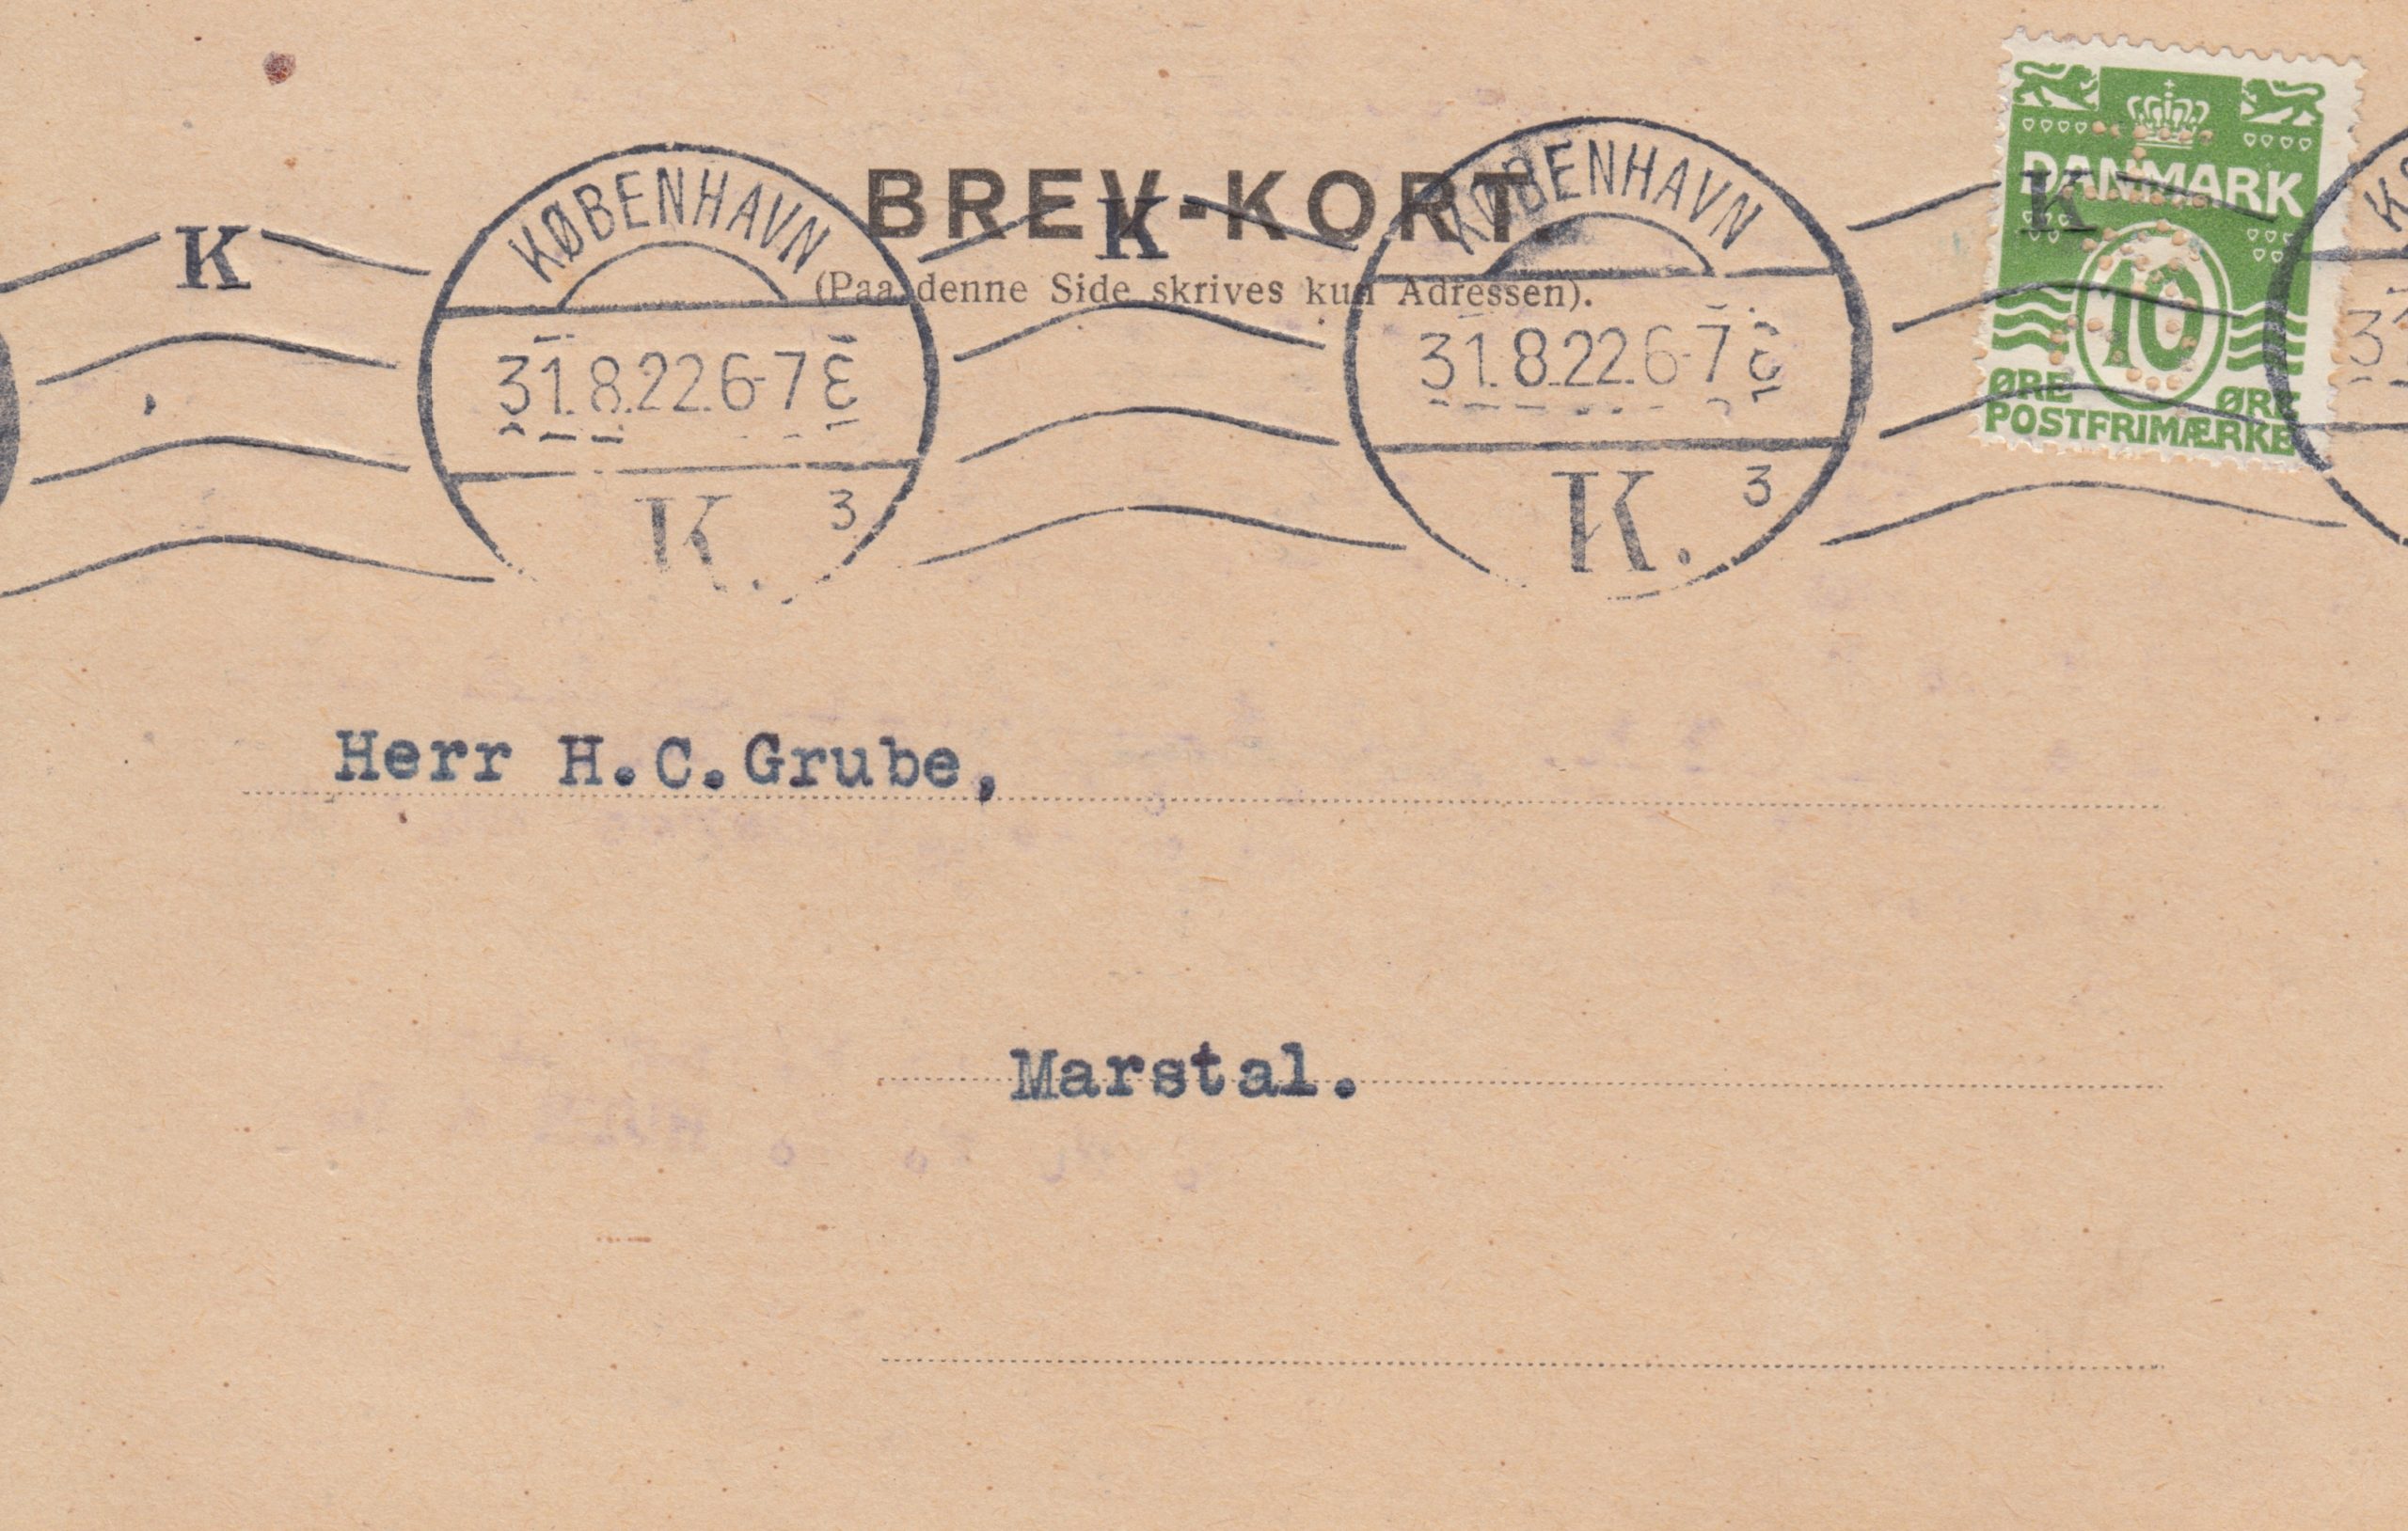 BREV-KORT
(Paa denne Side skrives kun Adressen).
K
KØBENHAVN
31.8.22.6-7 E
K. 3
K
KØBENHAVN
31.8.22.6-7 E
K. 3
K
DANMARK
10
ØRE ØRE
POSTFRIMÆRKE
Herr H.C.Grube,
Marstal.